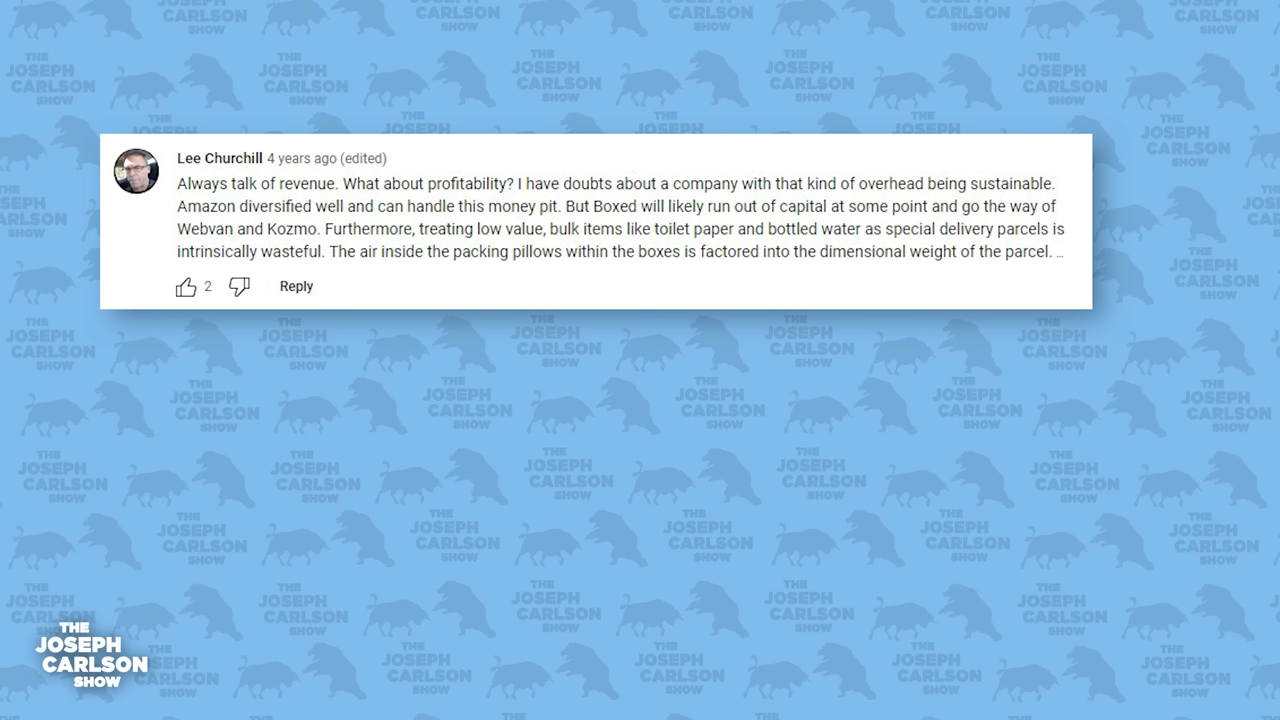 Lee Churchill 4 years ago (edited)
Always talk of revenue. What about profitability? I have doubts about a company with that kind of overhead being sustainable.
Amazon diversified well and can handle this money pit. But Boxed will likely run out of capital at some point and go the way of
Webvan and Kozmo. Furthermore, treating low value, bulk items like toilet paper and bottled water as special delivery parcels is
intrinsically wasteful. The air inside the packing pillows within the boxes is factored into the dimensional weight of the parcel. ...
2 Reply
THE
JOSEPH
CARLSON
SHOW